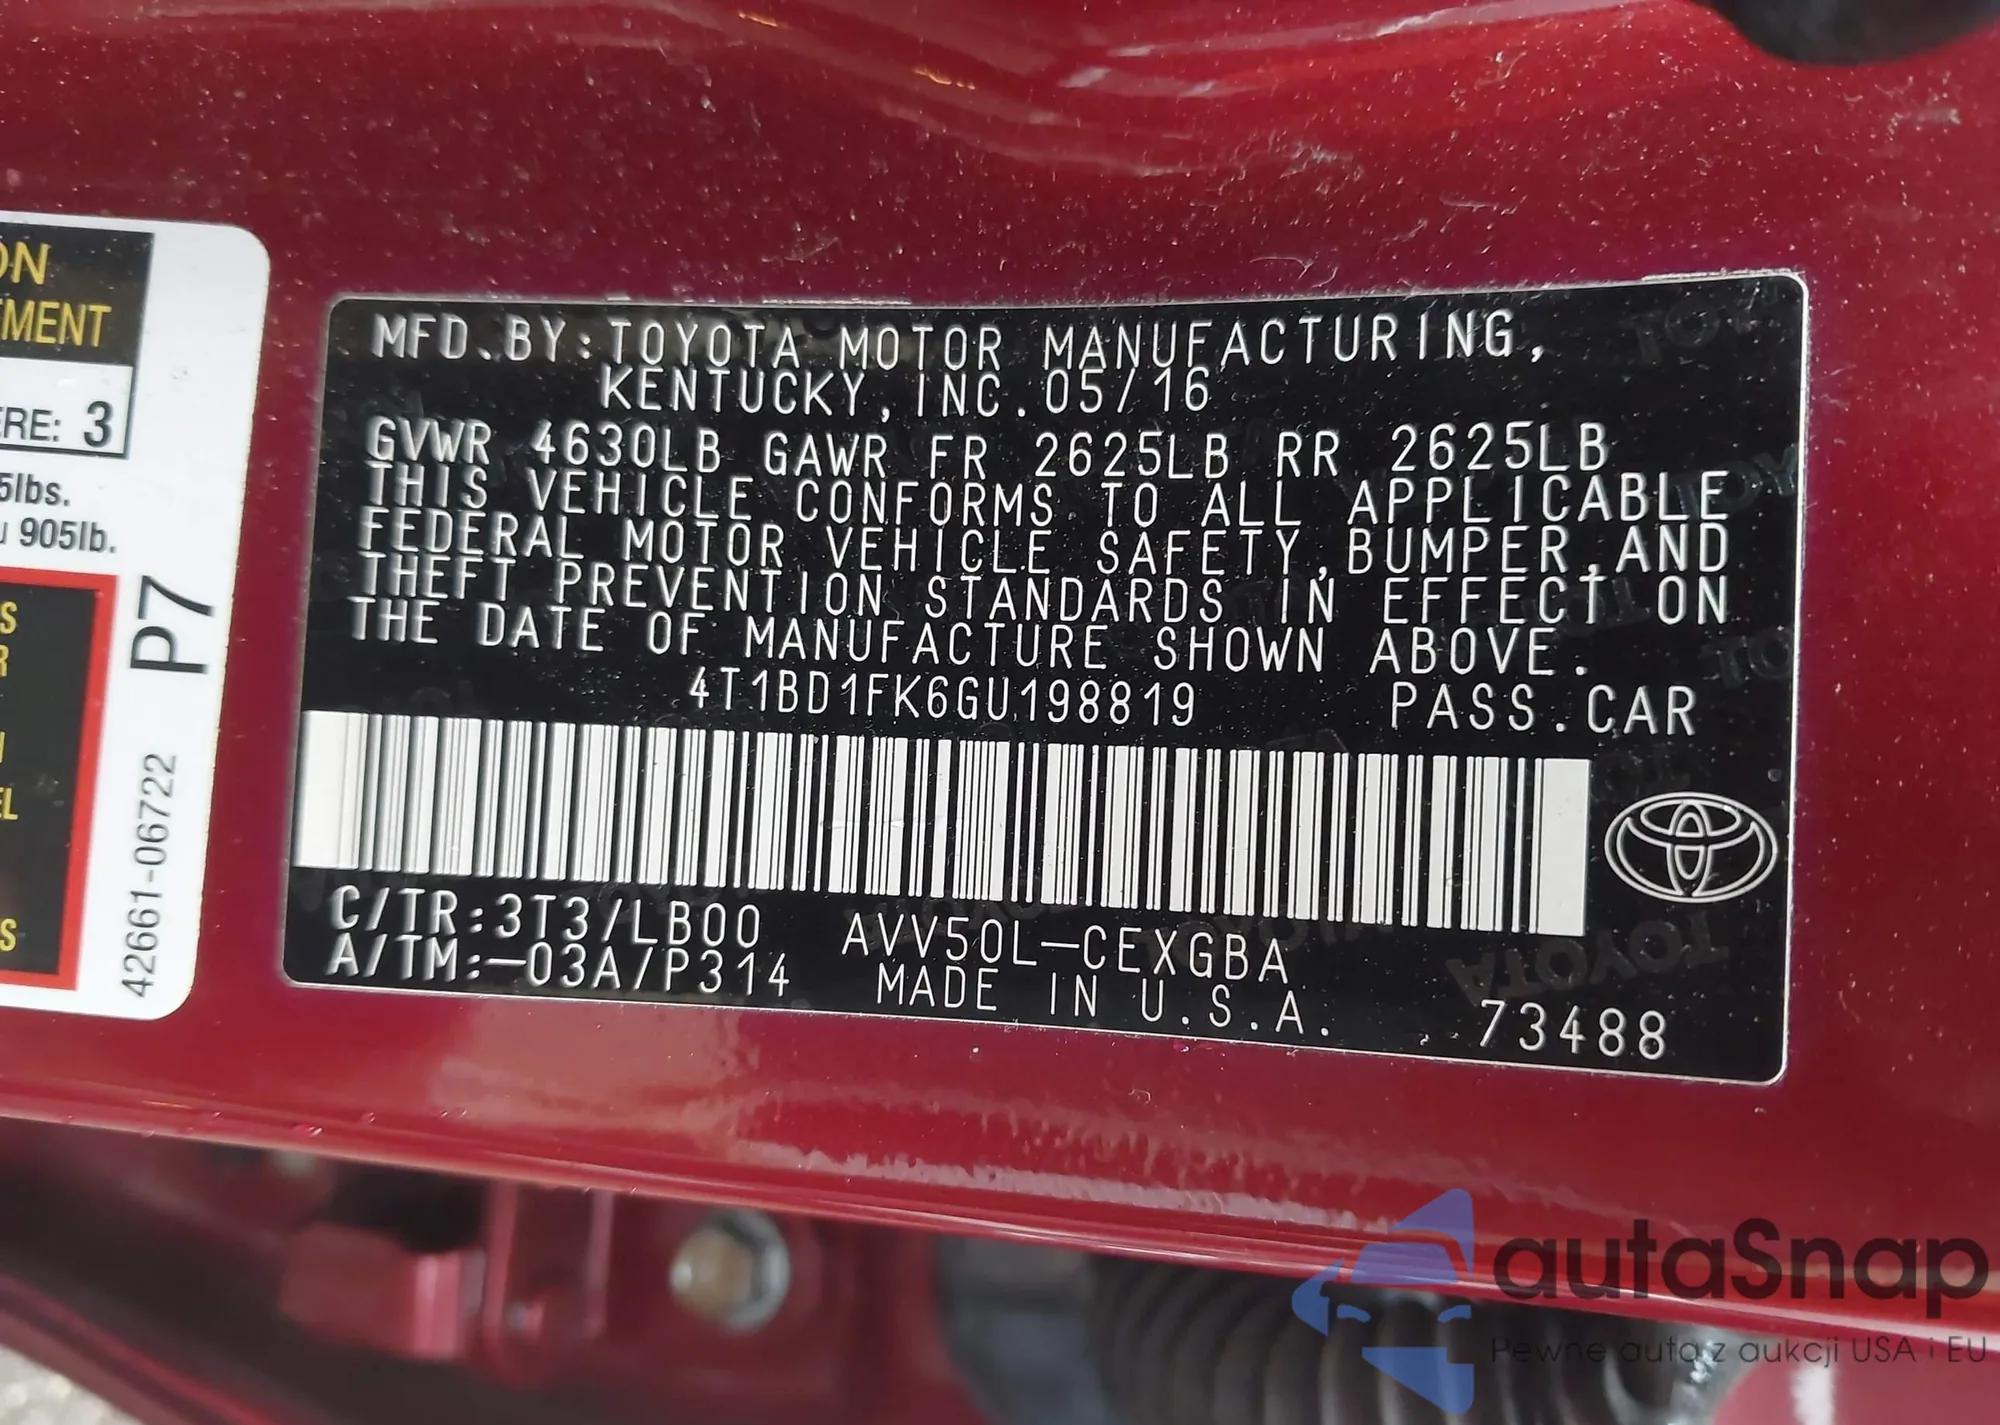 ON
EMENT
ERE: 3
5lbs.
905lb.
P7
42661-06722
MFD. BY: TOYOTA MOTOR MANUFACTURING,
KENTUCKY, INC. 05/16
GVWR 4630LB GAWR FR 2625LB RR 2625LB
THIS VEHICLE CONFORMS TO ALL APPLICABLE
FEDERAL MOTOR VEHICLE SAFETY, BUMPER, AND
THEFT PREVENTION STANDARDS IN EFFECT ON
THE DATE OF MANUFACTURE SHOWN ABOVE.
4T1BD1FK6GU198819 PASS. CAR
C/TR:3T3/LB00 AVV50L-CEXGBA
A/TM:-03A/P314 MADE IN U.S.A. 73488
autaSnap
Pewne auta z aukcji USA i EU